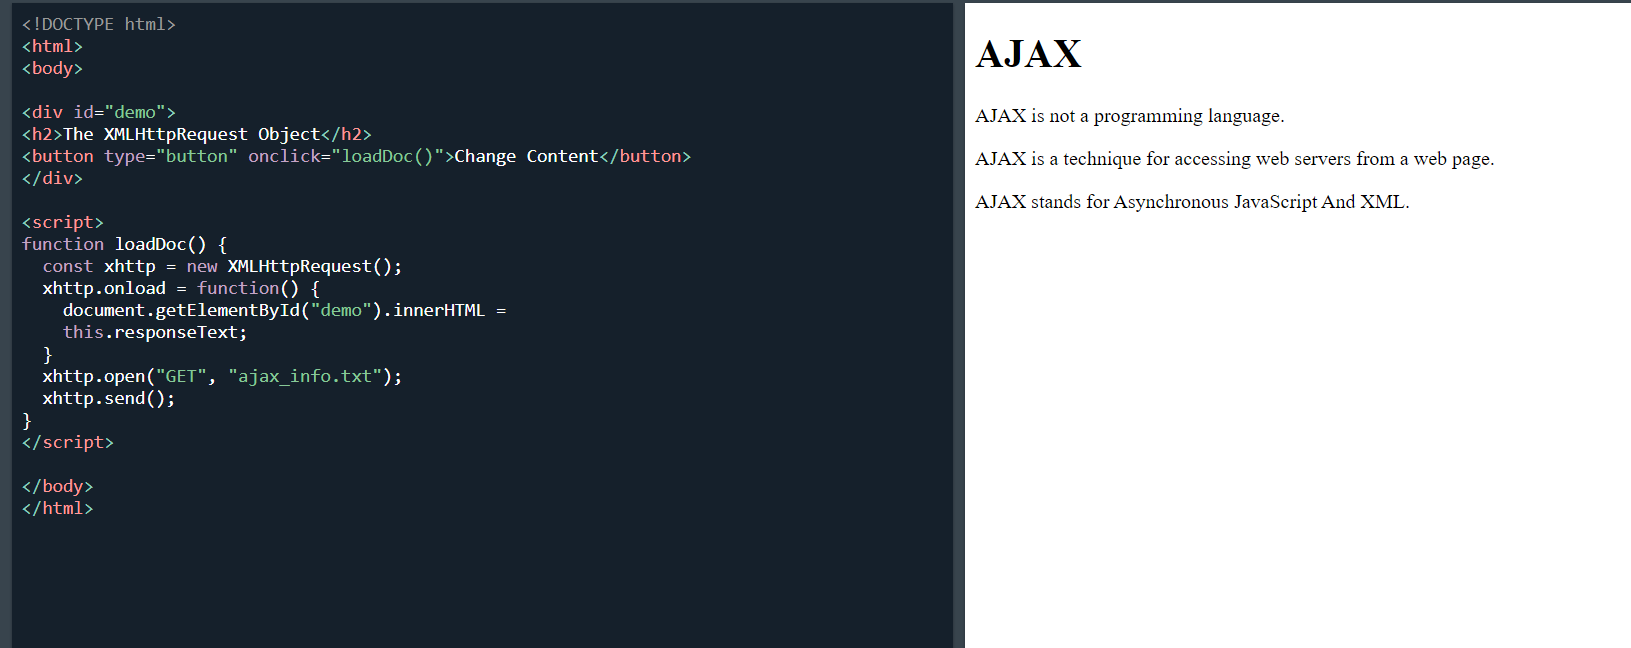 <!DOCTYPE html>
<html>
<body>
<div id="demo">
<h2>The XMLHttpRequest Object</h2>
<button type="button" onclick="loadDoc()">Change Content</button>
</div>
<script>
function loadDoc() {
  const xhttp = new XMLHttpRequest();
  xhttp.onload = function() {
    document.getElementById("demo").innerHTML =
    this.responseText;
  }
  xhttp.open("GET", "ajax_info.txt");
  xhttp.send();
}
</script>
</body>
</html>
AJAX
AJAX is not a programming language.
AJAX is a technique for accessing web servers from a web page.
AJAX stands for Asynchronous JavaScript And XML.